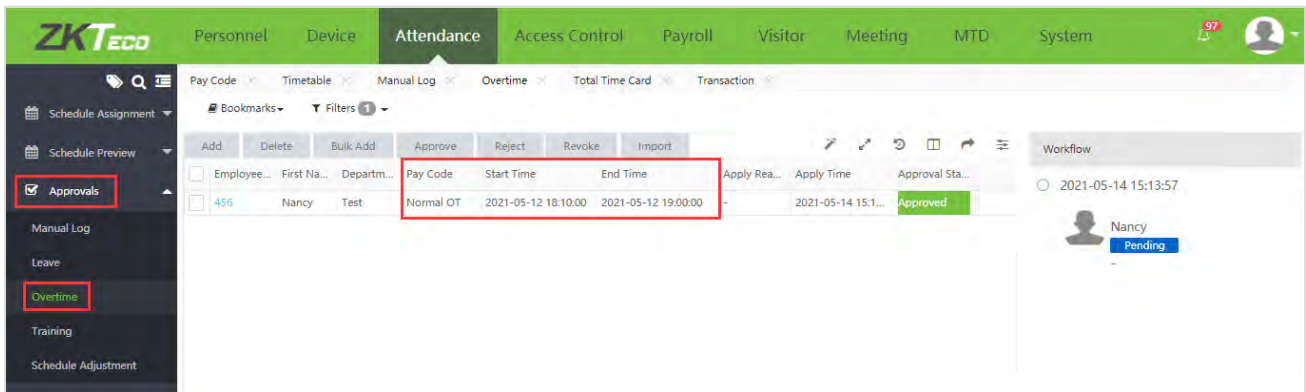 ZKTeco Personnel Device Attendance Access Control Payroll Visitor Meeting MTD System 97
Pay Code Timetable Manual Log Overtime Total Time Card Transaction
Bookmarks Filters 1
Schedule Assignment
Schedule Preview
Approvals
Manual Log
Leave
Overtime
Training
Schedule Adjustment
Add Delete Bulk Add Approve Reject Revoke Import
Employee... First Na... Departm... Pay Code Start Time End Time Apply Rea... Apply Time Approval Sta...
456 Nancy Test Normal OT 2021-05-12 18:10:00 2021-05-12 19:00:00 - 2021-05-14 15:1... Approved
Workflow
2021-05-14 15:13:57
Nancy
Pending
-